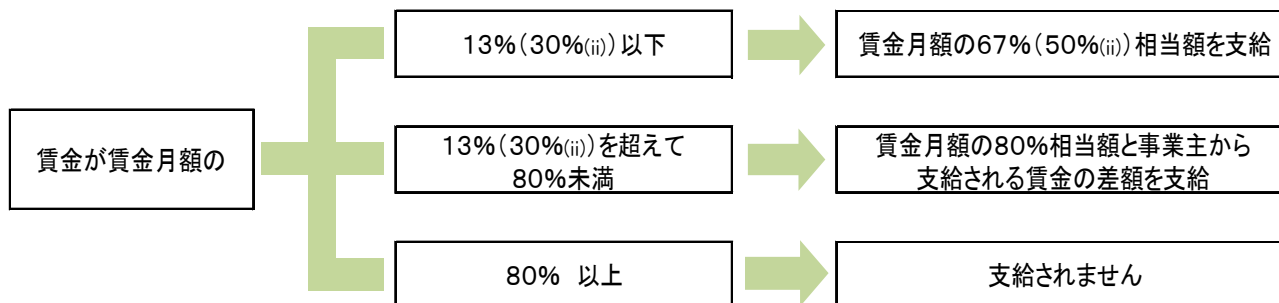 賃金が賃金月額の
13%(30%(ii))以下
賃金月額の67%(50%(ii))相当額を支給
13%(30%(ii))を超えて
80%未満
賃金月額の80%相当額と事業主から
支給される賃金の差額を支給
80% 以上
支給されません